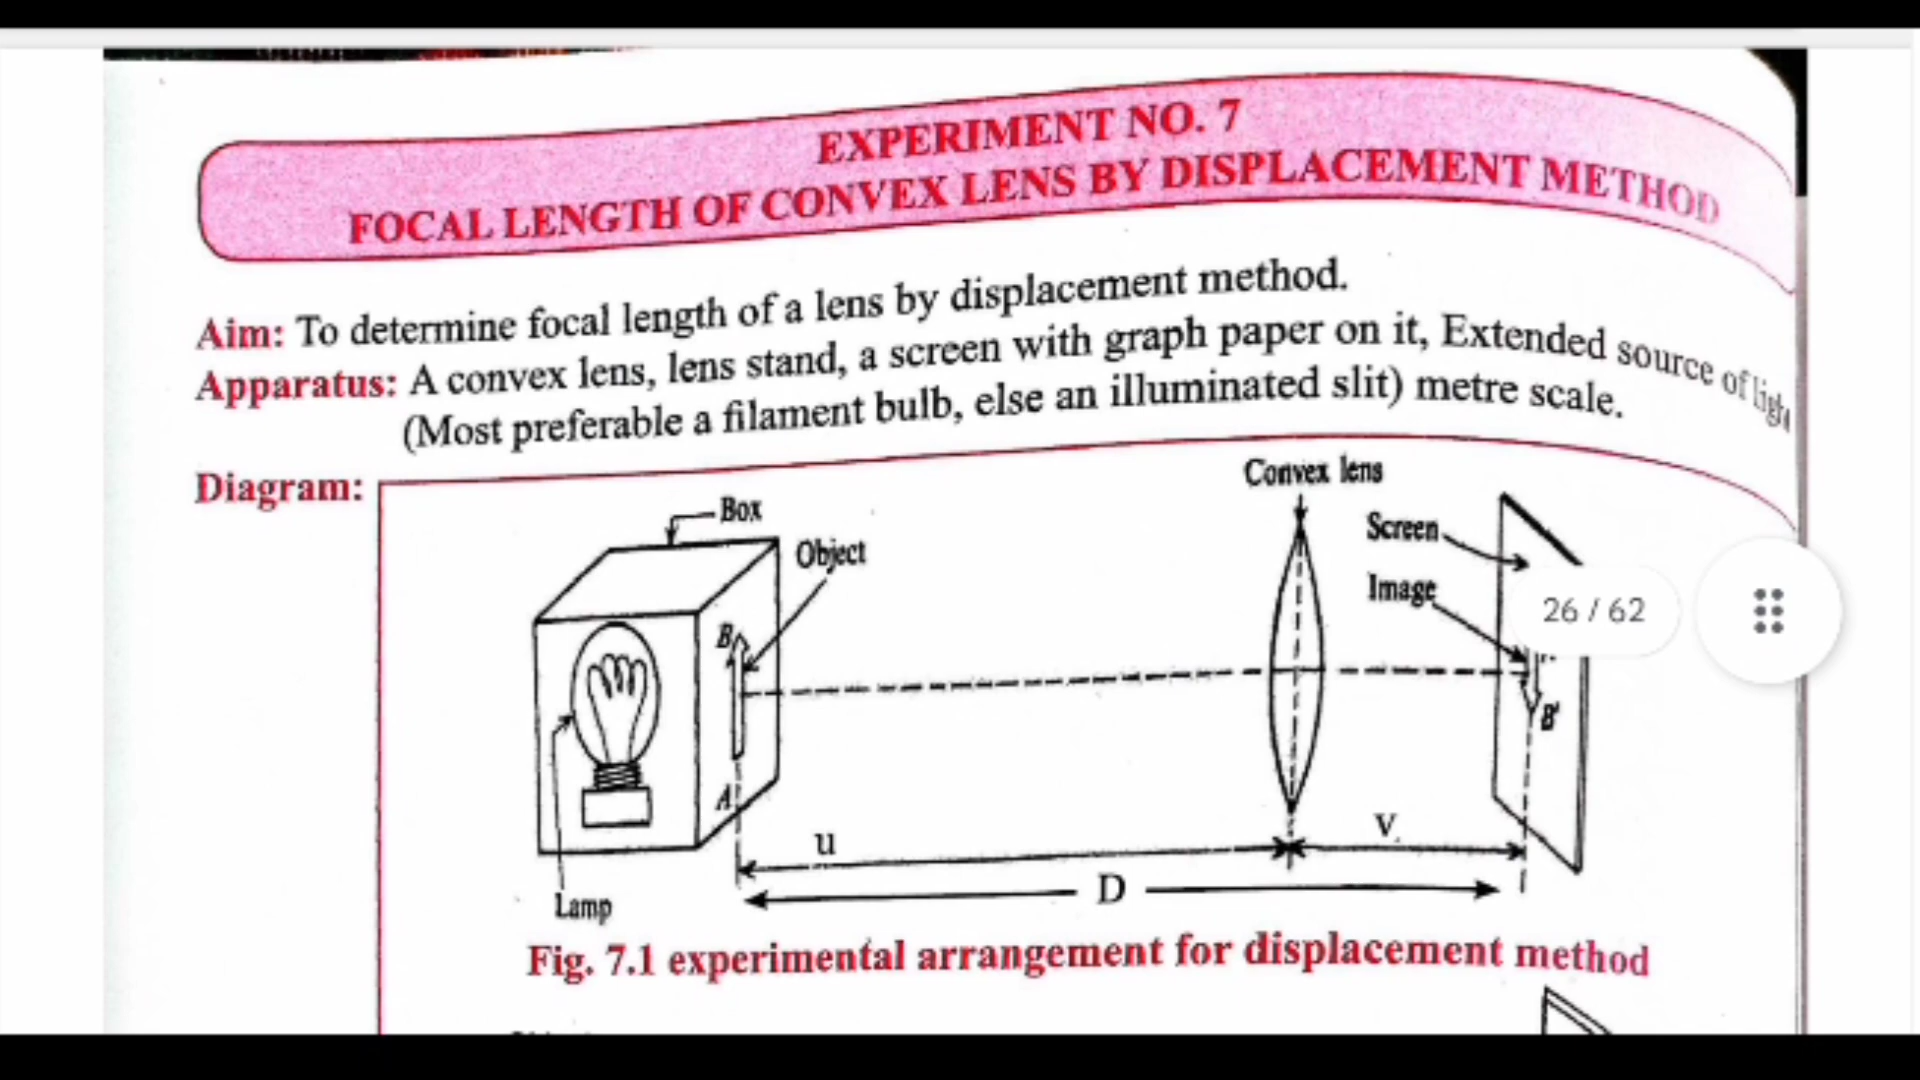 EXPERIMENT NO. 7
FOCAL LENGTH OF CONVEX LENS BY DISPLACEMENT METHOD
Aim: To determine focal length of a lens by displacement method.
Apparatus: A convex lens, lens stand, a screen with graph paper on it, Extended source of light
(Most preferable a filament bulb, else an illuminated slit) metre scale.
Diagram:
Convex lens
Box
Screen
Object
Image
26 / 62
B
B'
A
u
v
D
Lamp
Fig. 7.1 experimental arrangement for displacement method